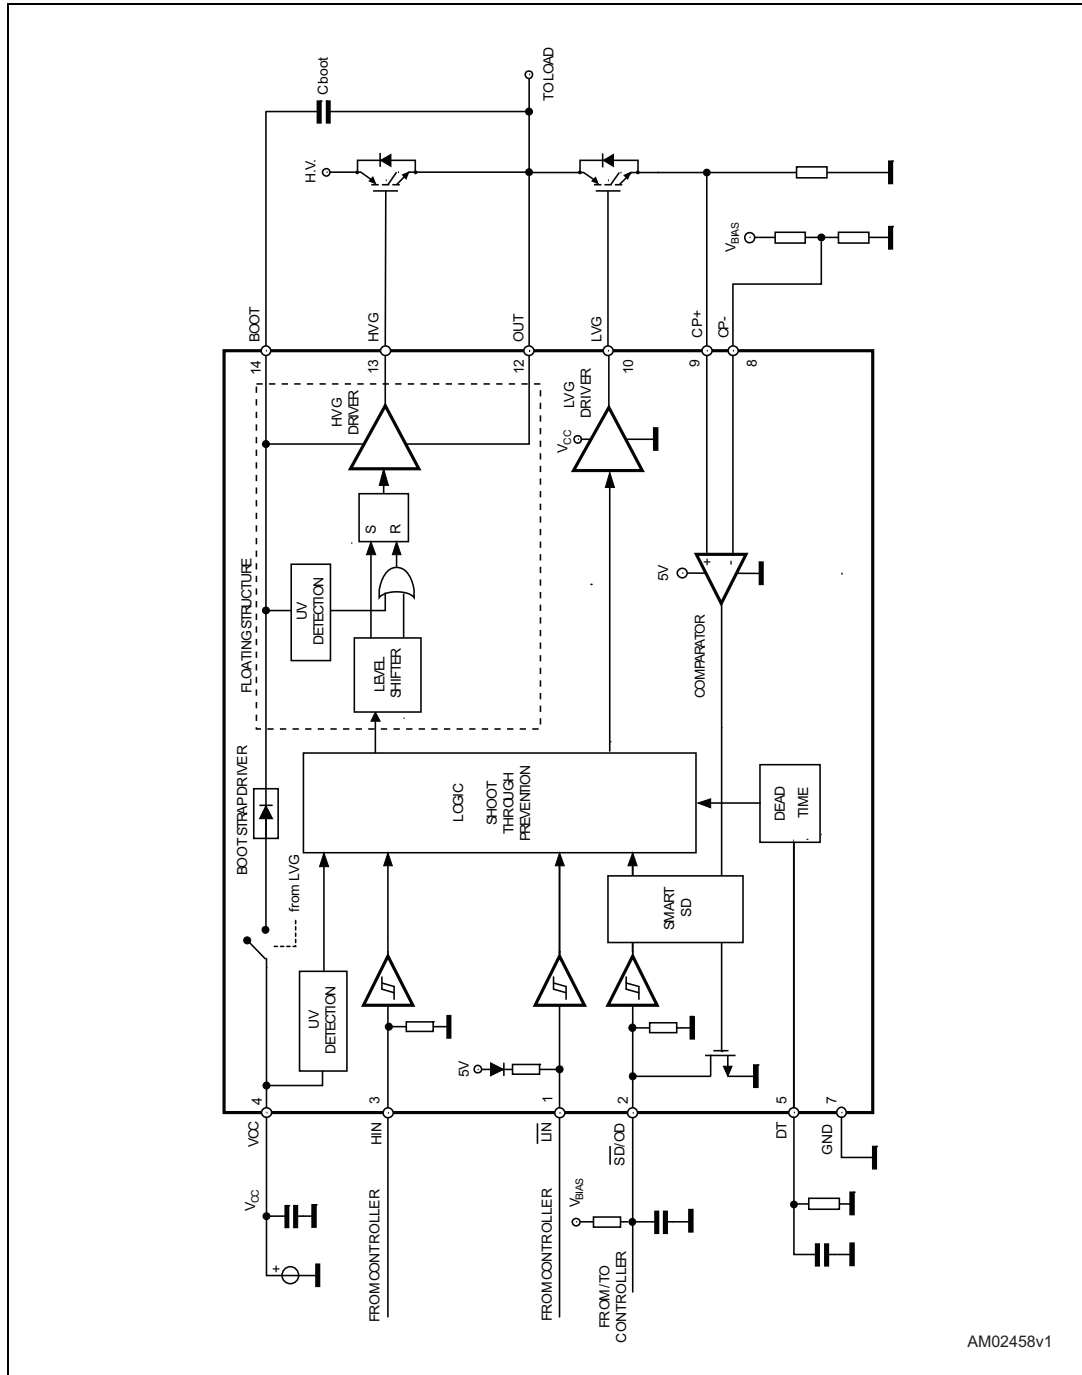 Cboot
TO LOAD
H.V.
VBIAS
BOOT
HVG
OUT
LVG
CP+
CP-
14
13
12
10
9
8
FLOATING STRUCTURE
HVG
DRIVER
LVG
DRIVER
VCC
S
R
UV
DETECTION
LEVEL
SHIFTER
5V
+
-
COMPARATOR
BOOTSTRAP DRIVER
from LVG
LOGIC
SHOOT
THROUGH
PREVENTION
DEAD
TIME
SMART
SD
UV
DETECTION
5V
4
3
1
2
5
7
VCC
HIN
LIN
SD/OD
DT
GND
VCC
+
FROM CONTROLLER
FROM CONTROLLER
VBIAS
FROM/TO
CONTROLLER
AM02458v1